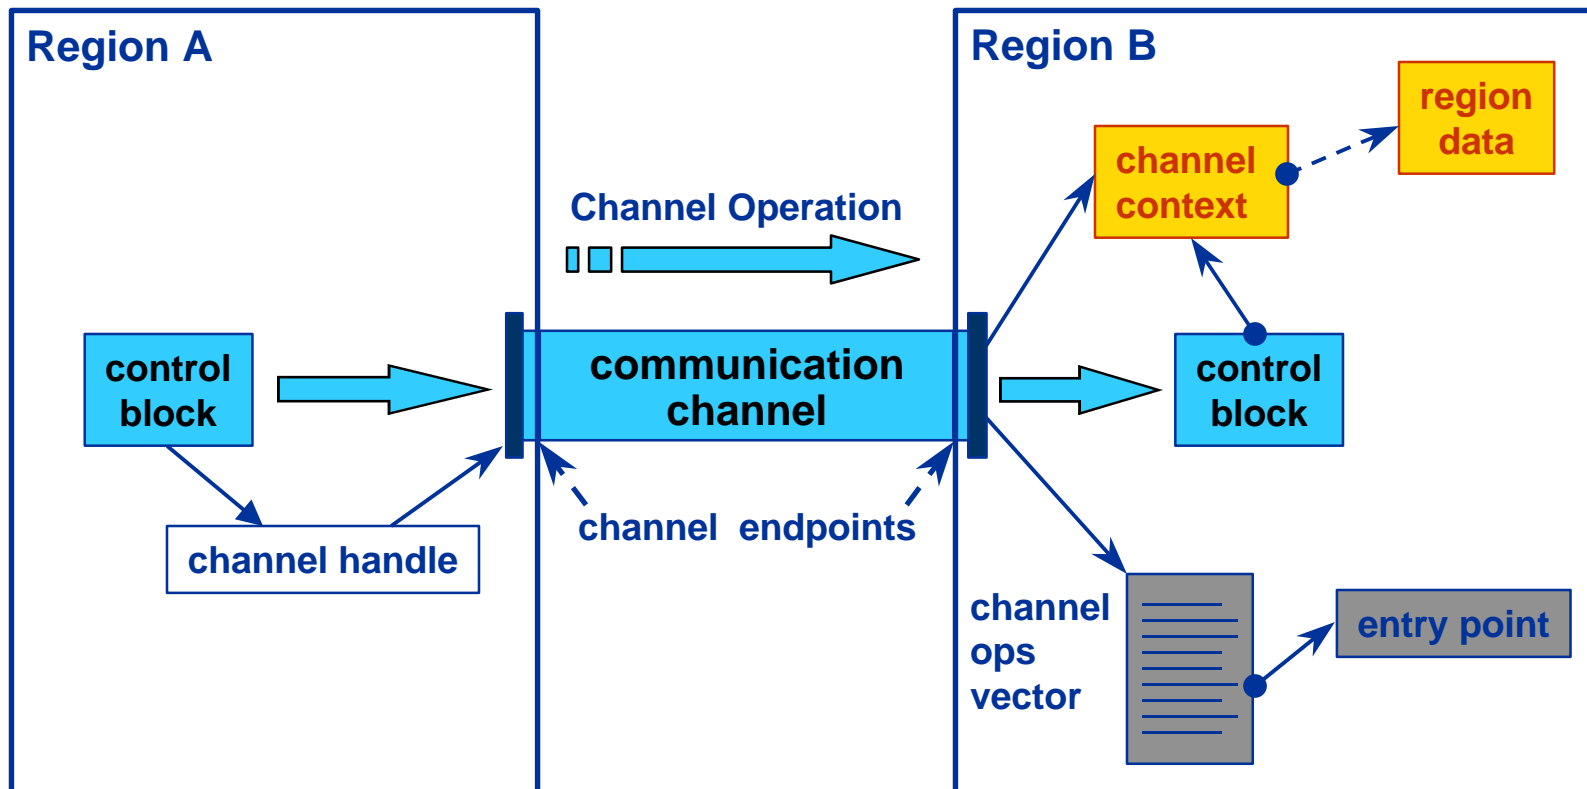 Region A
Region B
region
data
channel
context
Channel Operation
control
block
communication
channel
control
block
channel handle
channel endpoints
channel
ops
vector
entry point